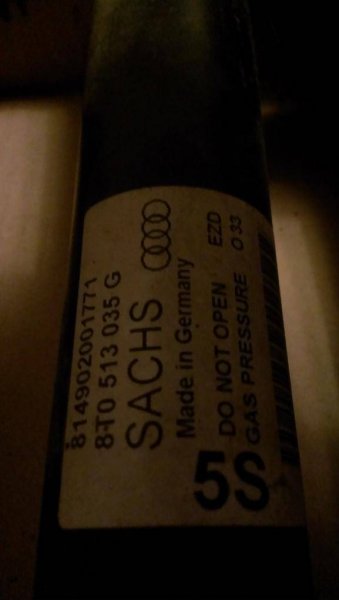 814902001771
8T0 513 035 G
SACHS
Made in Germany
5S
DO NOT OPEN EZD
GAS PRESSURE O 33